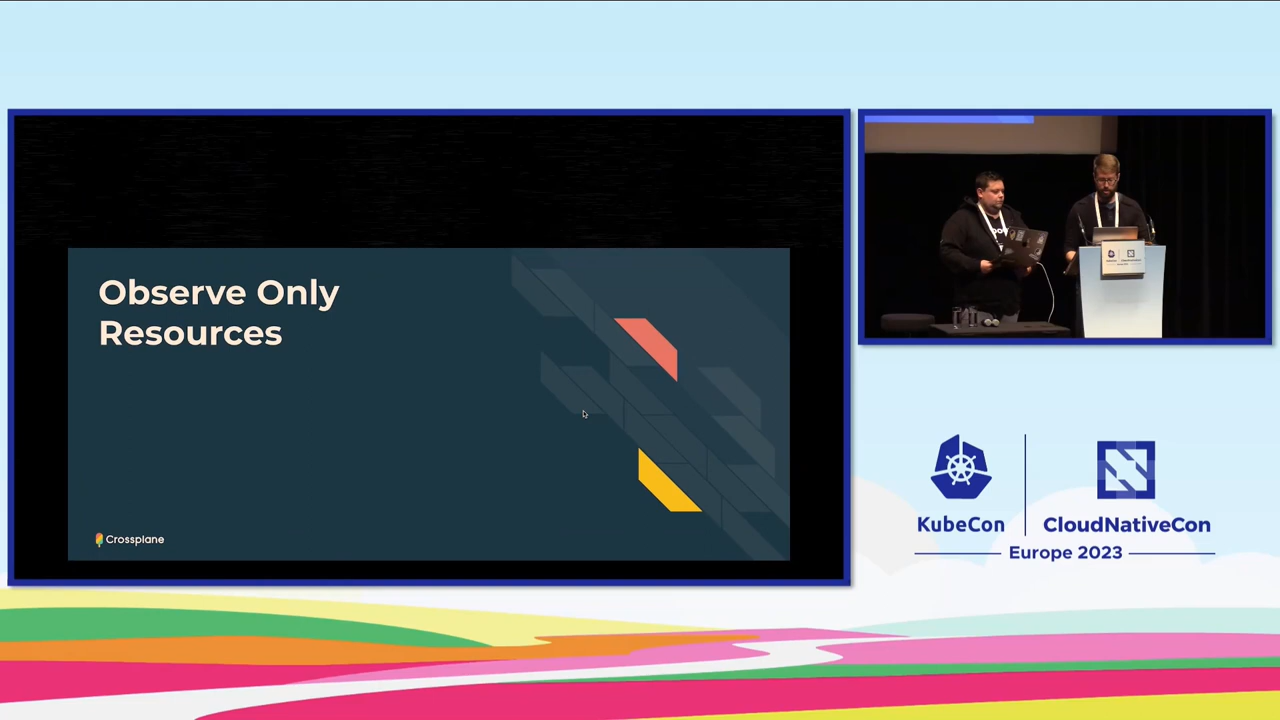 Observe Only
Resources
Crossplane
KubeCon
CloudNativeCon
Europe 2023